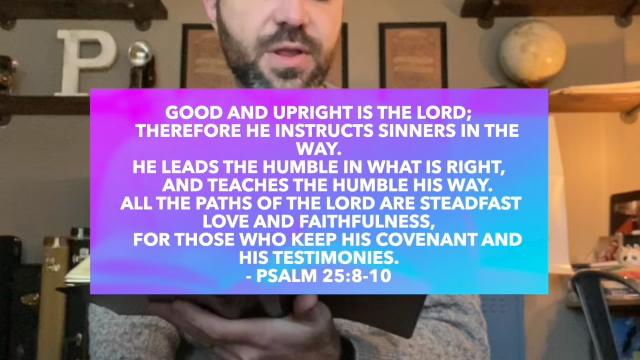 P
GOOD AND UPRIGHT IS THE LORD;
THEREFORE HE INSTRUCTS SINNERS IN THE
WAY.
HE LEADS THE HUMBLE IN WHAT IS RIGHT,
AND TEACHES THE HUMBLE HIS WAY.
ALL THE PATHS OF THE LORD ARE STEADFAST
LOVE AND FAITHFULNESS,
FOR THOSE WHO KEEP HIS COVENANT AND
HIS TESTIMONIES.
- PSALM 25:8-10